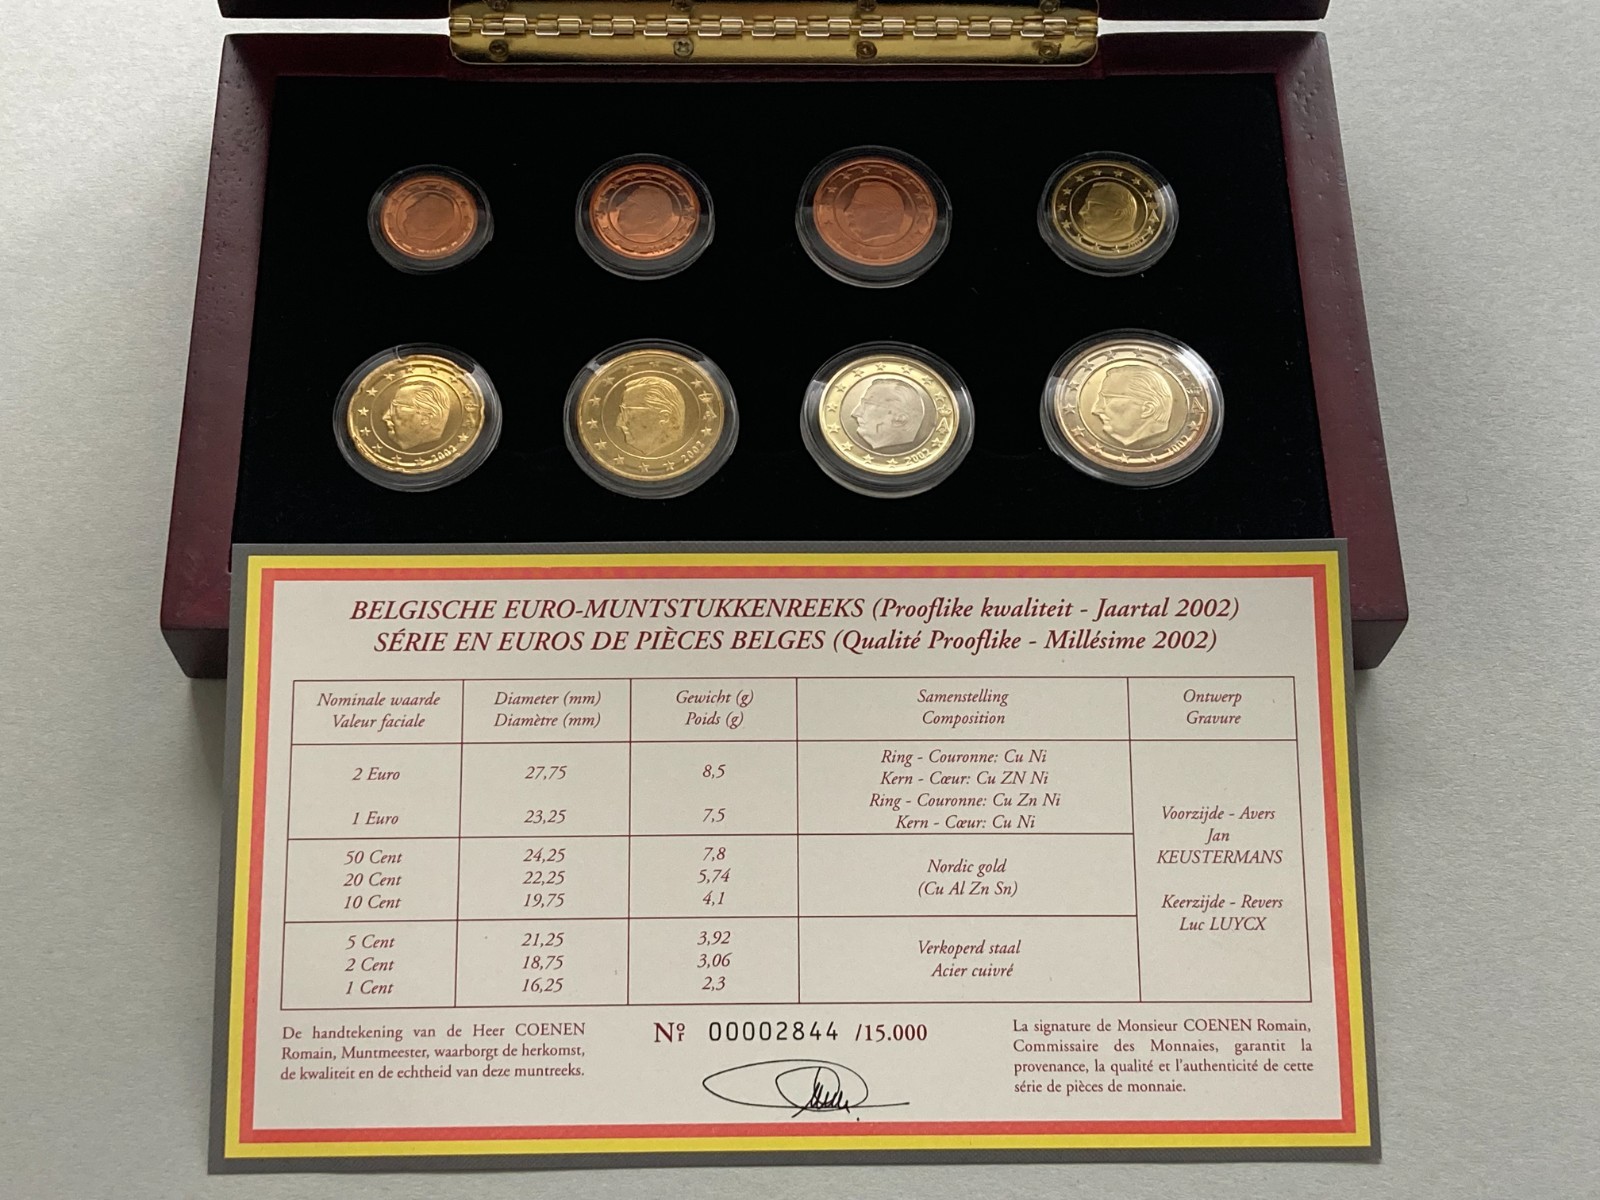 2002
2002
2002
2002
2002
BELGISCHE EURO-MUNTSTUKKENREEKS (Prooflike kwaliteit - Jaartal 2002)
SÉRIE EN EUROS DE PIÈCES BELGES (Qualité Prooflike - Millésime 2002)
Nominale waarde Diameter (mm) Gewicht (g) Samenstelling Ontwerp
Valeur faciale Diamètre (mm) Poids (g) Composition Gravure
Ring - Couronne: Cu Ni
2 Euro 27,75 8,5 Kern - Cœur: Cu ZN Ni
Ring - Couronne: Cu Zn Ni
1 Euro 23,25 7,5 Kern - Cœur: Cu Ni
50 Cent 24,25 7,8
20 Cent 22,25 5,74
10 Cent 19,75 4,1
Nordic gold
(Cu Al Zn Sn)
5 Cent 21,25 3,92
2 Cent 18,75 3,06
1 Cent 16,25 2,3
Verkoperd staal
Acier cuivré
Voorzijde - Avers
Jan
KEUSTERMANS
Keerzijde - Revers
Luc LUYCX
De handtekening van de Heer COENEN
Romain, Muntmeester, waarborgt de herkomst,
de kwaliteit en de echtheid van deze muntreeks.
Nºr 00002844 /15.000
La signature de Monsieur COENEN Romain,
Commissaire des Monnaies, garantit la
provenance, la qualité et l'authenticité de cette
série de pièces de monnaie.